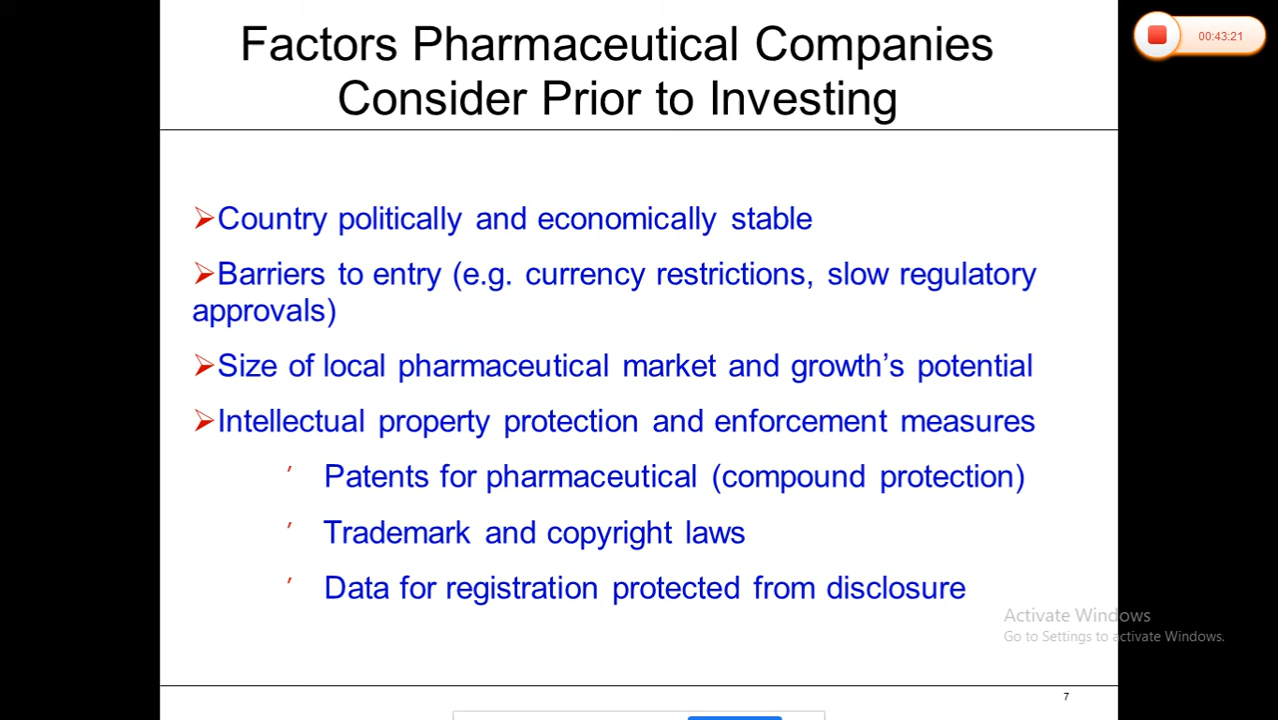 Factors Pharmaceutical Companies
Consider Prior to Investing
00:43:21
➢Country politically and economically stable
➢Barriers to entry (e.g. currency restrictions, slow regulatory
approvals)
➢Size of local pharmaceutical market and growth’s potential
➢Intellectual property protection and enforcement measures
′ Patents for pharmaceutical (compound protection)
′ Trademark and copyright laws
′ Data for registration protected from disclosure
Activate Windows
Go to Settings to activate Windows.
7